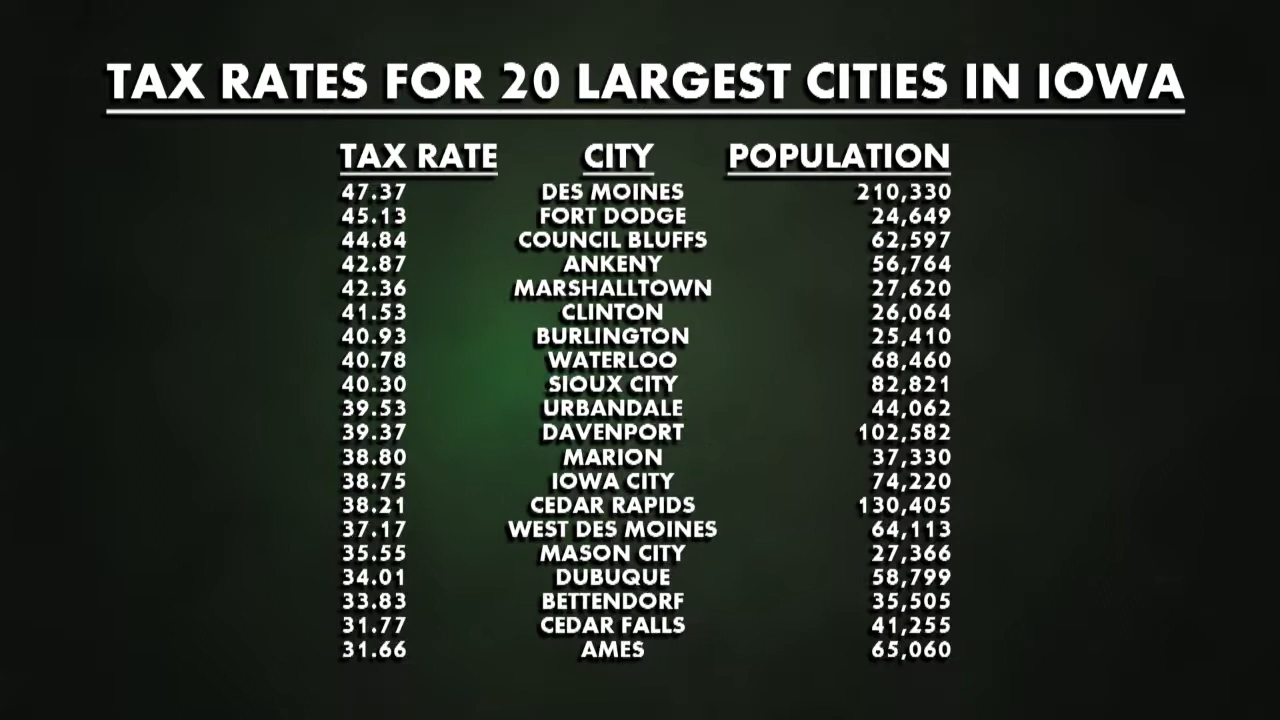 TAX RATES FOR 20 LARGEST CITIES IN IOWA
TAX RATE CITY POPULATION
47.37 DES MOINES 210,330
45.13 FORT DODGE 24,649
44.84 COUNCIL BLUFFS 62,597
42.87 ANKENY 56,764
42.36 MARSHALLTOWN 27,620
41.53 CLINTON 26,064
40.93 BURLINGTON 25,410
40.78 WATERLOO 68,460
40.30 SIOUX CITY 82,821
39.53 URBANDALE 44,062
39.37 DAVENPORT 102,582
38.80 MARION 37,330
38.75 IOWA CITY 74,220
38.21 CEDAR RAPIDS 130,405
37.17 WEST DES MOINES 64,113
35.55 MASON CITY 27,366
34.01 DUBUQUE 58,799
33.83 BETTENDORF 35,505
31.77 CEDAR FALLS 41,255
31.66 AMES 65,060